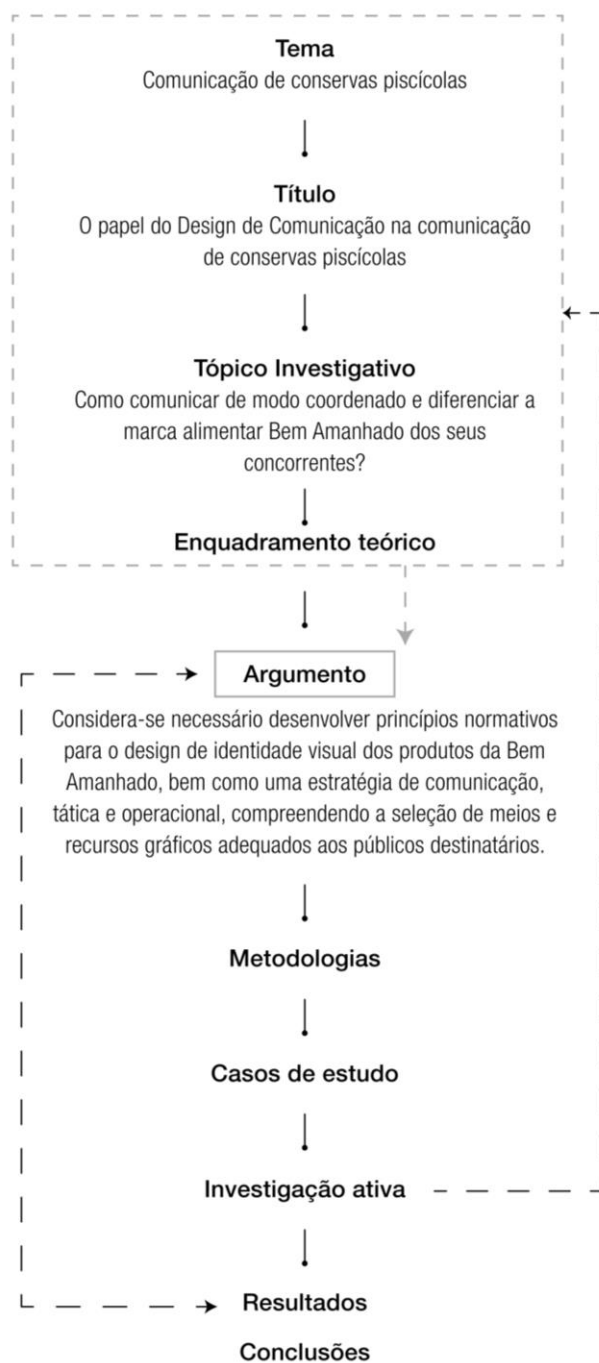 Tema
Comunicação de conservas piscícolas
Título
O papel do Design de Comunicação na comunicação
de conservas piscícolas
Tópico Investigativo
Como comunicar de modo coordenado e diferenciar a
marca alimentar Bem Amanhado dos seus
concorrentes?
Enquadramento teórico
Argumento
Considera-se necessário desenvolver princípios normativos
para o design de identidade visual dos produtos da Bem
Amanhado, bem como uma estratégia de comunicação,
tática e operacional, compreendendo a seleção de meios e
recursos gráficos adequados aos públicos destinatários.
Metodologias
Casos de estudo
Investigação ativa
Resultados
Conclusões